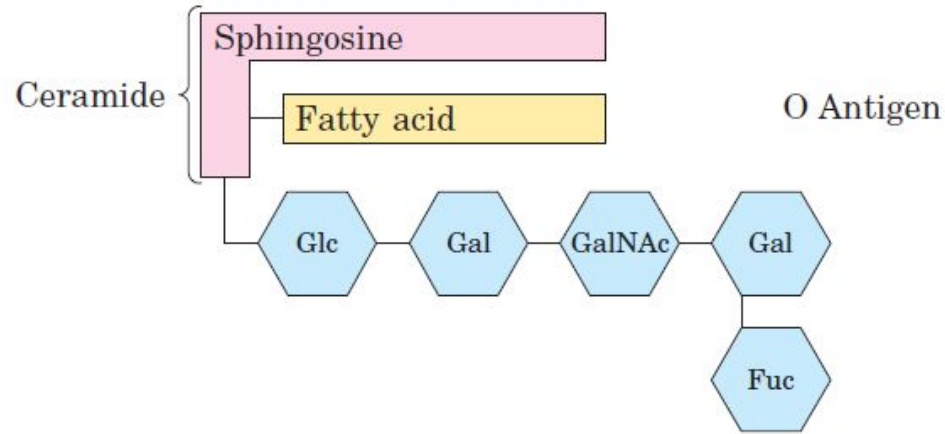 Sphingosine
Ceramide
Fatty acid
O Antigen
Glc
Gal
GalNAc
Gal
Fuc